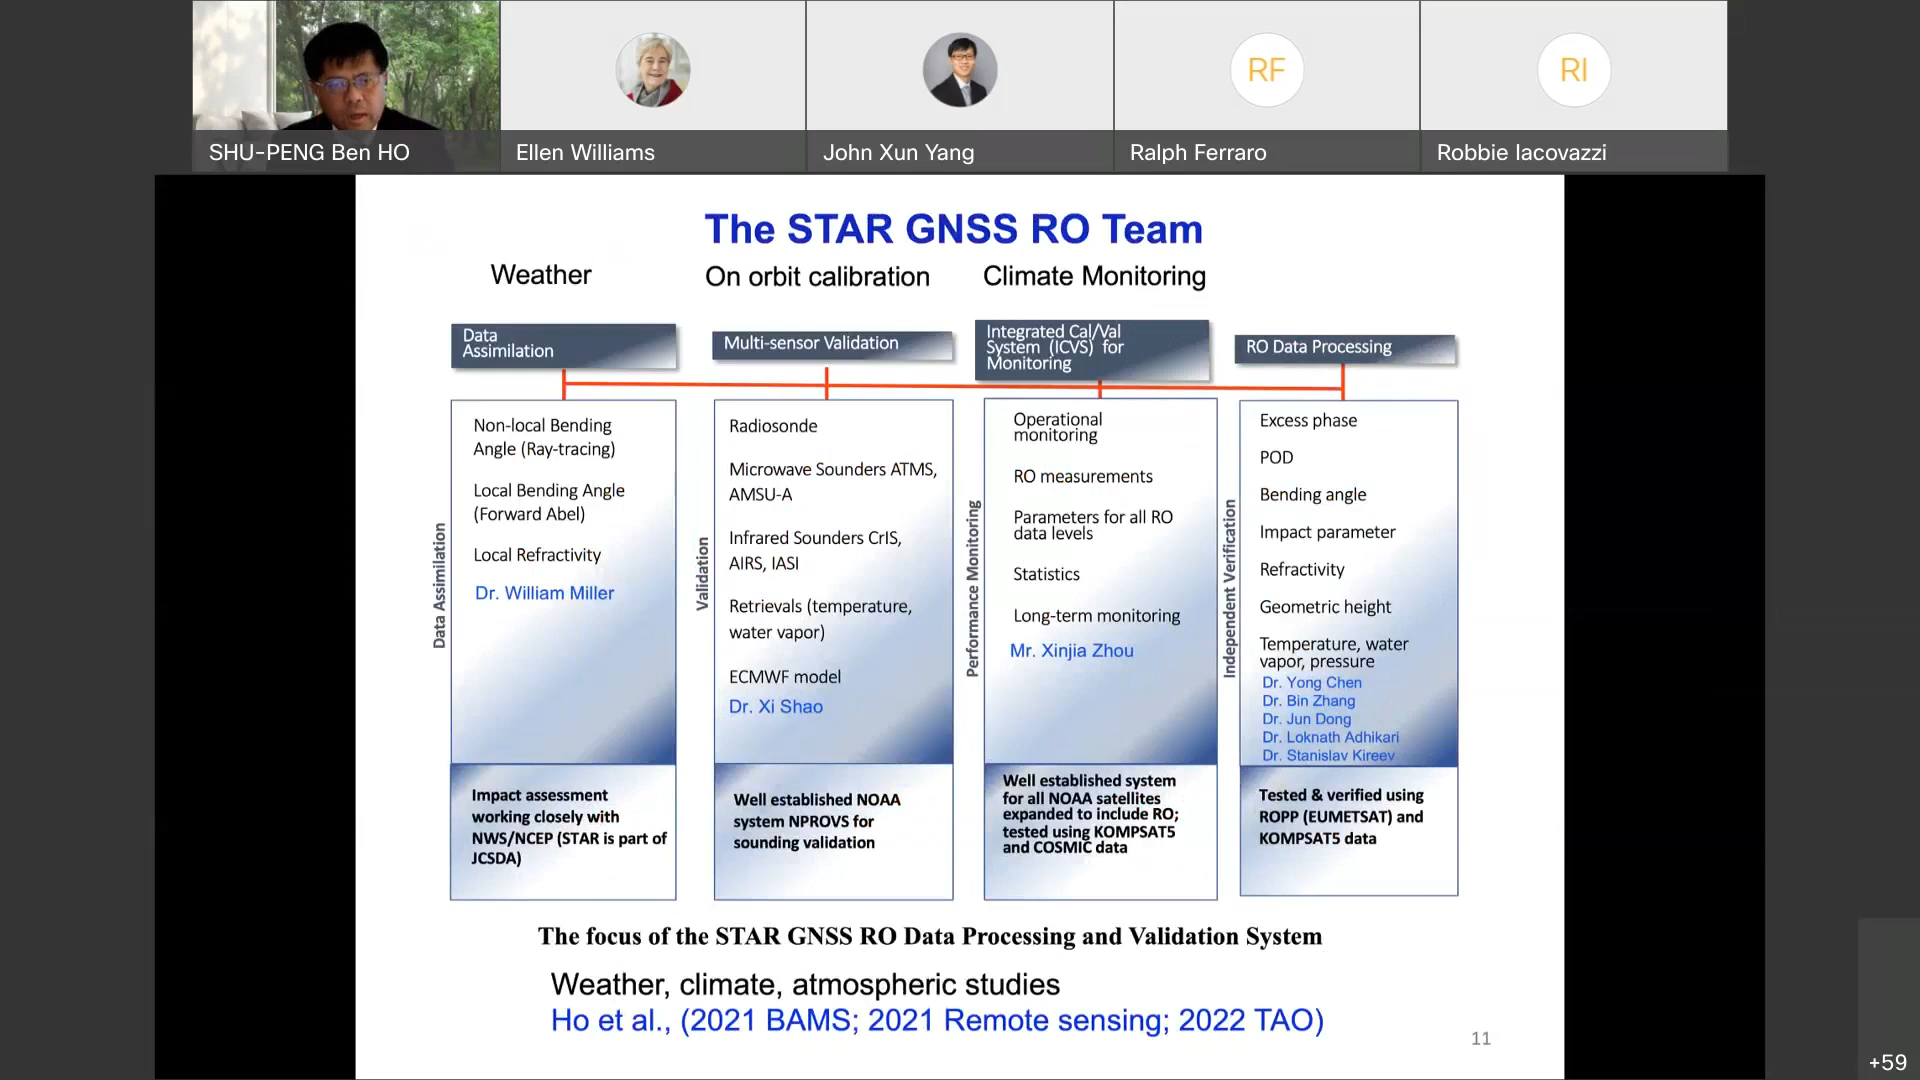 SHU-PENG Ben HO
Ellen Williams
John Xun Yang
RF
Ralph Ferraro
RI
Robbie Iacovazzi
The STAR GNSS RO Team
Weather
On orbit calibration
Climate Monitoring
Data
Assimilation
Multi-sensor Validation
Integrated Cal/Val
System (ICVS) for
Monitoring
RO Data Processing
Data Assimilation
Non-local Bending
Angle (Ray-tracing)
Local Bending Angle
(Forward Abel)
Local Refractivity
Dr. William Miller
Impact assessment
working closely with
NWS/NCEP (STAR is part of
JCSDA)
Validation
Radiosonde
Microwave Sounders ATMS,
AMSU-A
Infrared Sounders CrIS,
AIRS, IASI
Retrievals (temperature,
water vapor)
ECMWF model
Dr. Xi Shao
Well established NOAA
system NPROVS for
sounding validation
Performance Monitoring
Operational
monitoring
RO measurements
Parameters for all RO
data levels
Statistics
Long-term monitoring
Mr. Xinjia Zhou
Well established system
for all NOAA satellites
expanded to include RO;
tested using KOMPSAT5
and COSMIC data
Independent Verification
Excess phase
POD
Bending angle
Impact parameter
Refractivity
Geometric height
Temperature, water
vapor, pressure
Dr. Yong Chen
Dr. Bin Zhang
Dr. Jun Dong
Dr. Loknath Adhikari
Dr. Stanislav Kireev
Tested & verified using
ROPP (EUMETSAT) and
KOMPSAT5 data
The focus of the STAR GNSS RO Data Processing and Validation System
Weather, climate, atmospheric studies
Ho et al., (2021 BAMS; 2021 Remote sensing; 2022 TAO)
11
+59